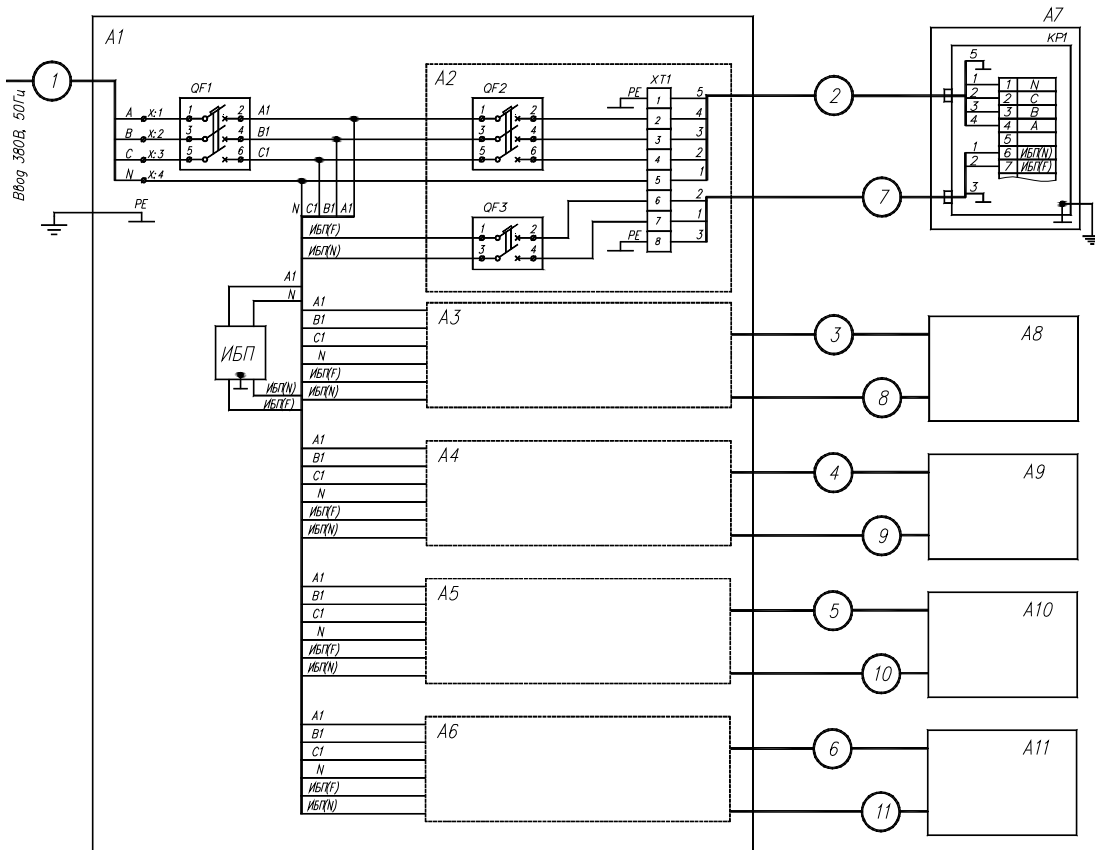 A1
A7
КР1
1
Ввод 380В, 50Гц
A X:1
B X:2
C X:3
N X:4
PE
QF1
1 2
3 4
5 6
A1
B1
C1
A2
QF2
1 2
3 4
5 6
XT1
PE 1 5
2 4
3 3
4 2
5 1
6 2
7 1
PE 8 3
QF3
1 2
3 4
2
7
5
1
2
3
4
1
2
3
1 N
2 C
3 B
4 A
5
6 ИБП(N)
7 ИБП(F)
N C1 B1 A1
ИБП(F)
ИБП(N)
A1
N
ИБП
ИБП(N)
ИБП(F)
A1
B1
C1
N
ИБП(F)
ИБП(N)
A3
3
8
A8
A1
B1
C1
N
ИБП(F)
ИБП(N)
A4
4
9
A9
A1
B1
C1
N
ИБП(F)
ИБП(N)
A5
5
10
A10
A1
B1
C1
N
ИБП(F)
ИБП(N)
A6
6
11
A11